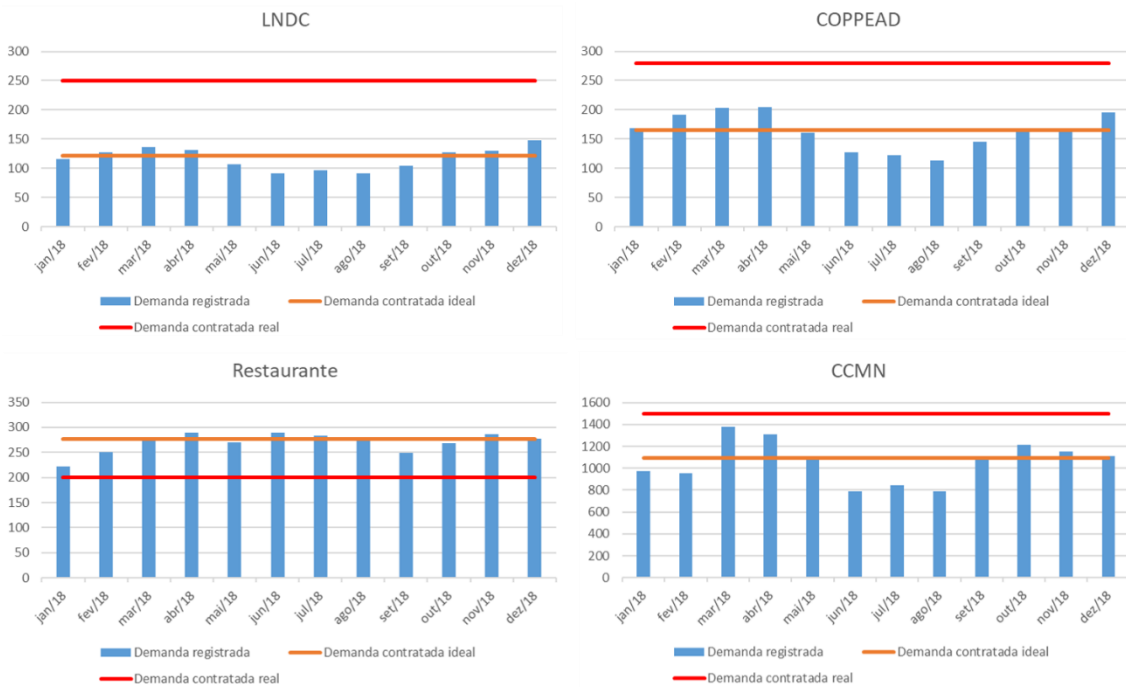 LNDC
300
250
200
150
100
50
0
jan/18 fev/18 mar/18 abr/18 mai/18 jun/18 jul/18 ago/18 set/18 out/18 nov/18 dez/18
Demanda registrada Demanda contratada ideal
Demanda contratada real
COPPEAD
300
250
200
150
100
50
0
jan/18 fev/18 mar/18 abr/18 mai/18 jun/18 jul/18 ago/18 set/18 out/18 nov/18 dez/18
Demanda registrada Demanda contratada ideal
Demanda contratada real
Restaurante
350
300
250
200
150
100
50
0
jan/18 fev/18 mar/18 abr/18 mai/18 jun/18 jul/18 ago/18 set/18 out/18 nov/18 dez/18
Demanda registrada Demanda contratada ideal
Demanda contratada real
CCMN
1600
1400
1200
1000
800
600
400
200
0
jan/18 fev/18 mar/18 abr/18 mai/18 jun/18 jul/18 ago/18 set/18 out/18 nov/18 dez/18
Demanda registrada Demanda contratada ideal
Demanda contratada real